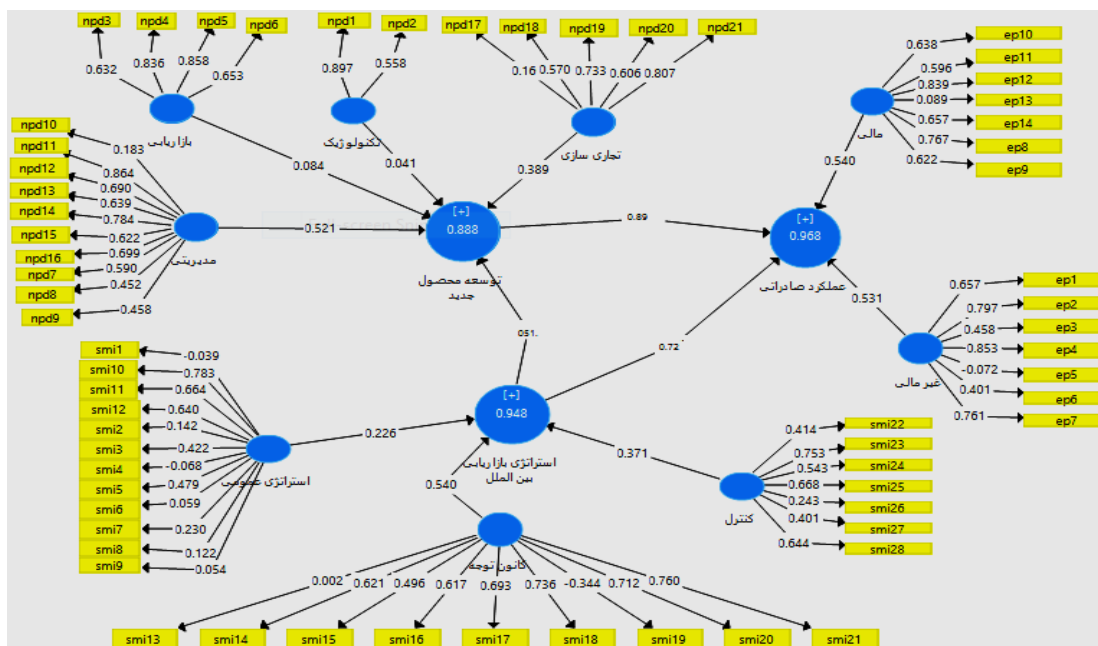 npd3
npd4
npd5
npd6
0.632
0.836
0.858
0.653
بازاریابی
npd1
npd2
0.897
0.558
تکنولوژیک
npd17
npd18
npd19
npd20
npd21
0.16
0.570
0.733
0.606
0.807
تجاری سازی
ep10
ep11
ep12
ep13
ep14
ep8
ep9
0.638
0.596
0.839
0.089
0.657
0.767
0.622
مالی
npd10
npd11
npd12
npd13
npd14
npd15
npd16
npd7
npd8
npd9
0.183
0.864
0.690
0.639
0.784
0.622
0.699
0.590
0.452
0.458
مدیریتی
0.084
0.041
0.389
0.521
0.540
[+]
0.888
توسعه محصول
جدید
0.89
[+]
0.968
عملکرد صادراتی
0.531
ep1
ep2
ep3
ep4
ep5
ep6
ep7
0.657
0.797
0.458
0.853
-0.072
0.401
0.761
غیر مالی
0.72
[+]
0.948
استراتژی بازاریابی
بین الملل
smi1
smi10
smi11
smi12
smi2
smi3
smi4
smi5
smi6
smi7
smi8
smi9
-0.039
0.783
0.664
0.640
0.142
0.422
-0.068
0.479
0.059
0.230
0.122
0.054
استراتژی عمومی
0.226
0.540
0.371
smi22
smi23
smi24
smi25
smi26
smi27
smi28
0.414
0.753
0.543
0.668
0.243
0.401
0.644
کنترل
کانون توجه
0.002
0.621
0.496
0.617
0.693
0.736
-0.344
0.712
0.760
smi13
smi14
smi15
smi16
smi17
smi18
smi19
smi20
smi21